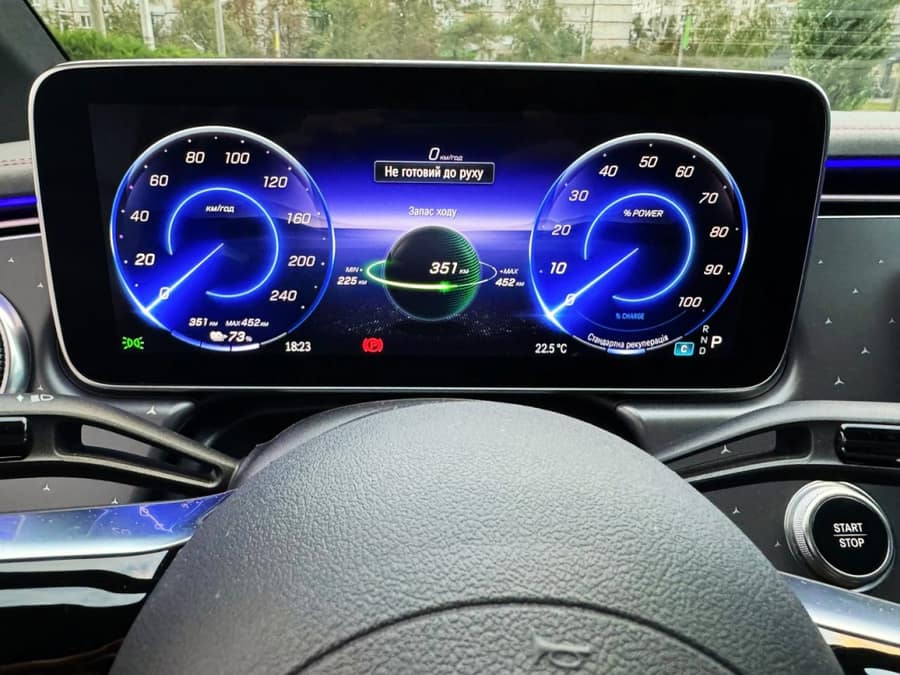 0 км/год
Не готовий до руху
Запас ходу
351 км
MIN
225 км
+MAX
452 км
0
20
40
60
80
100
120
160
200
240
км/год
351 км MAX 452 км
73%
18:23
0
10
20
30
40
50
60
70
80
90
100
% POWER
% CHARGE
Стандартна рекуперація
22.5 °C
C
R
N
D
P
(P)
START
STOP